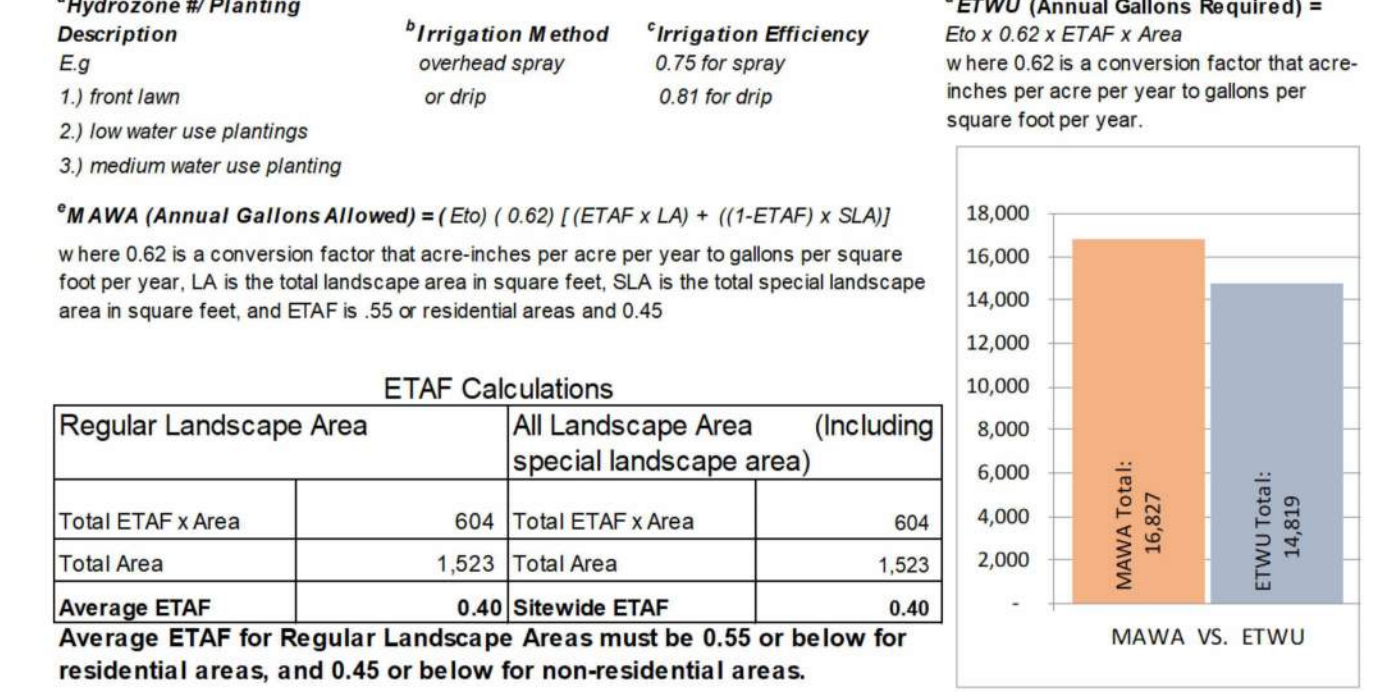 ᵃHydrozone #/Planting
Description
E.g
1.) front lawn
2.) low water use plantings
3.) medium water use planting
ᵇIrrigation Method
overhead spray
or drip
ᶜIrrigation Efficiency
0.75 for spray
0.81 for drip
ᵈETWU (Annual Gallons Required) =
Eto x 0.62 x ETAF x Area
where 0.62 is a conversion factor that acre-
inches per acre per year to gallons per
square foot per year.
ᵉMAWA (Annual Gallons Allowed) = (Eto) ( 0.62) [ (ETAF x LA) + ((1-ETAF) x SLA)]
where 0.62 is a conversion factor that acre-inches per acre per year to gallons per square
foot per year, LA is the total landscape area in square feet, SLA is the total special landscape
area in square feet, and ETAF is .55 or residential areas and 0.45
ETAF Calculations
Regular Landscape Area
All Landscape Area (Including
special landscape area)
Total ETAF x Area 604 Total ETAF x Area 604
Total Area 1,523 Total Area 1,523
Average ETAF 0.40 Sitewide ETAF 0.40
Average ETAF for Regular Landscape Areas must be 0.55 or below for
residential areas, and 0.45 or below for non-residential areas.
18,000
16,000
14,000
12,000
10,000
8,000
6,000
4,000
2,000
-
MAWA Total:
16,827
ETWU Total:
14,819
MAWA VS. ETWU